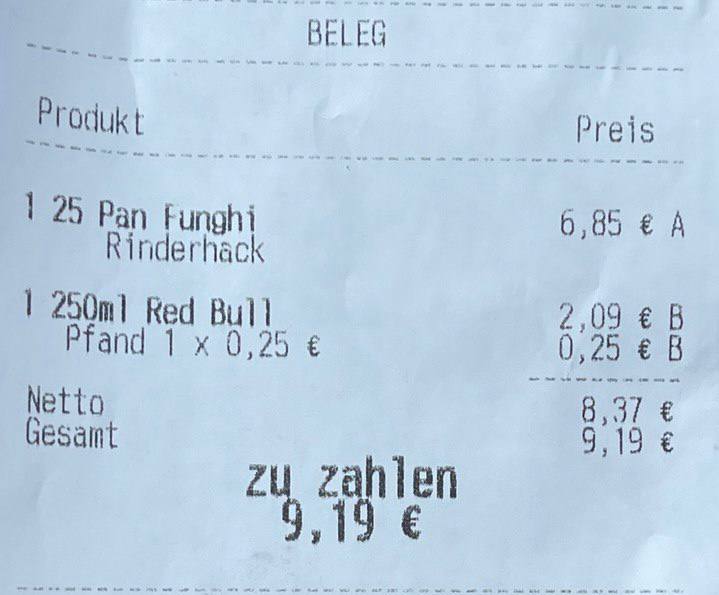 BELEG
Produkt Preis
1 25 Pan Funghi 6,85 € A
Rinderhack
1 250ml Red Bull 2,09 € B
Pfand 1 x 0,25 € 0,25 € B
Netto 8,37 €
Gesamt 9,19 €
zu zahlen
9,19 €